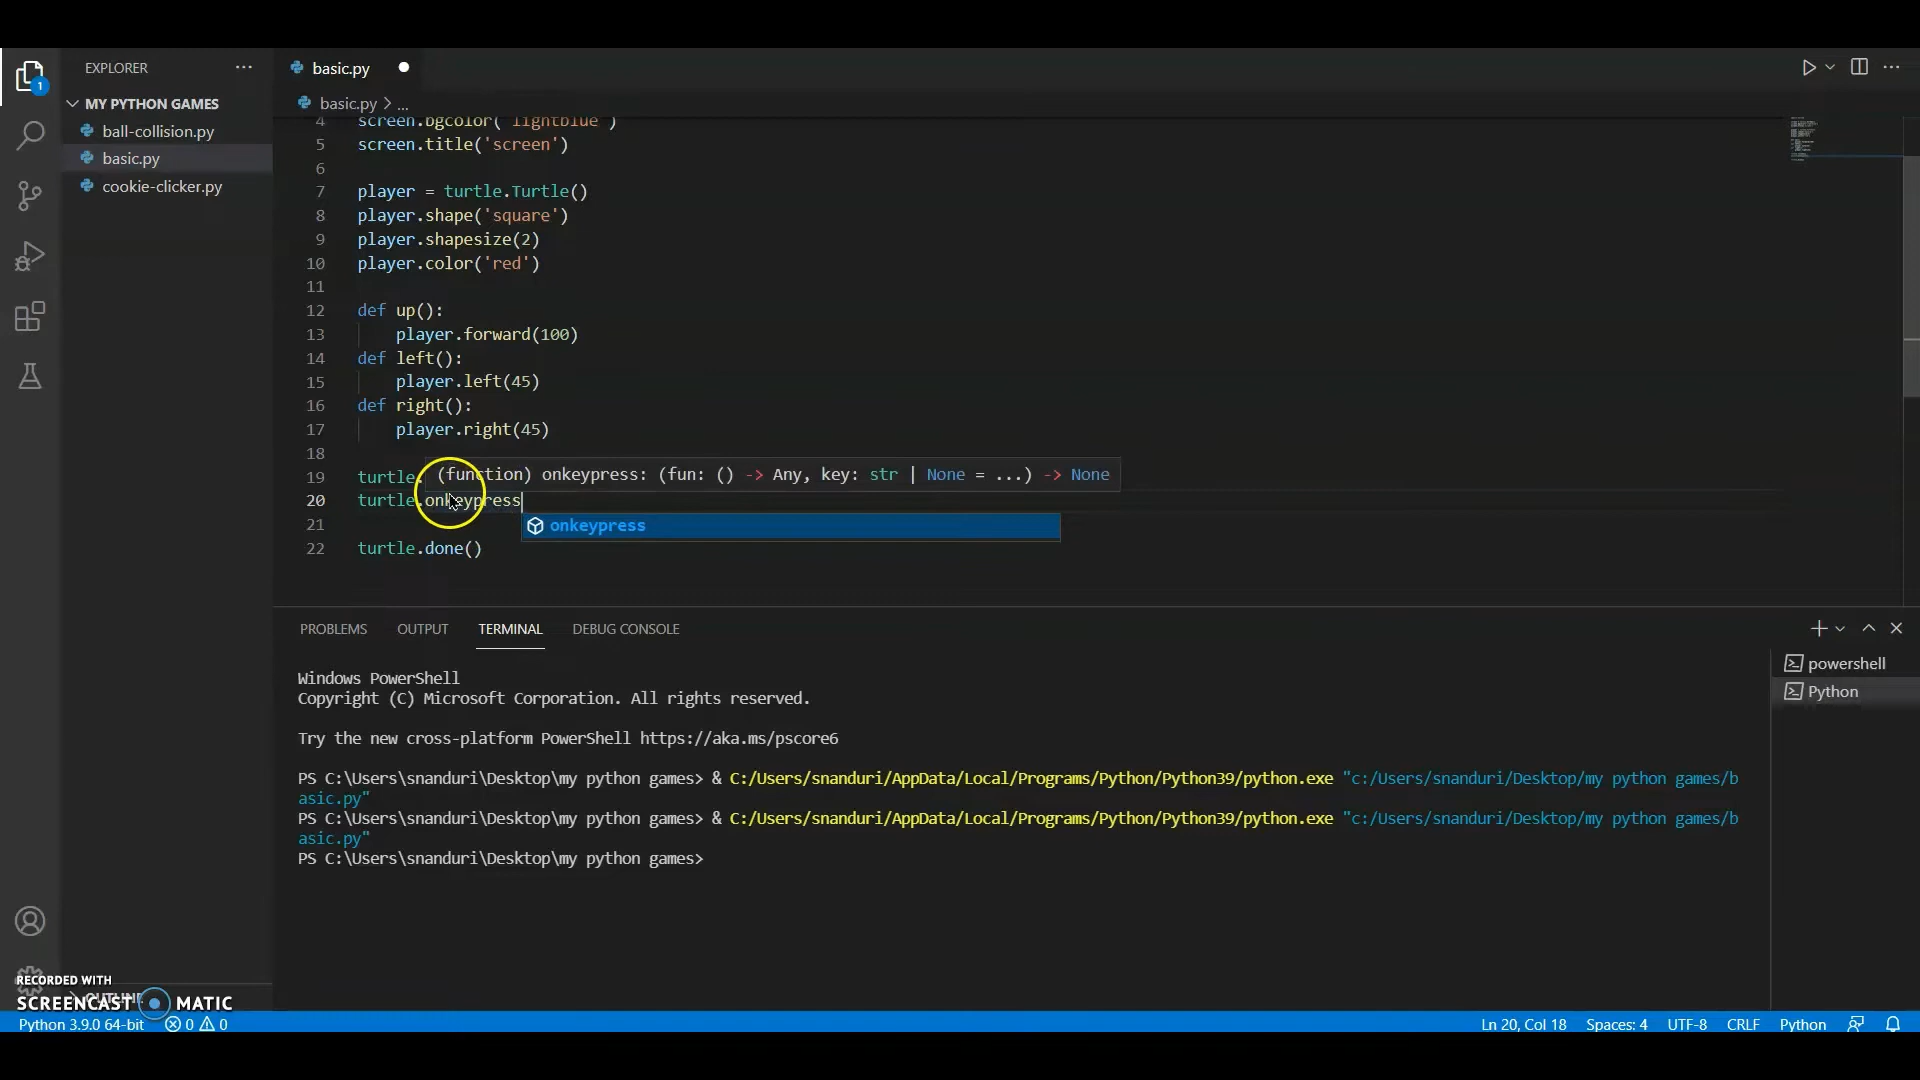 EXPLORER
MY PYTHON GAMES
ball-collision.py
basic.py
cookie-clicker.py
1
basic.py
basic.py > ...
4 screen.bgcolor('lightblue')
5 screen.title('screen')
6
7 player = turtle.Turtle()
8 player.shape('square')
9 player.shapesize(2)
10 player.color('red')
11
12 def up():
13 player.forward(100)
14 def left():
15 player.left(45)
16 def right():
17 player.right(45)
18
19 turtle.
(function) onkeypress: (fun: () -> Any, key: str | None = ...) -> None
20 turtle.onkeypress
onkeypress
21
22 turtle.done()
PROBLEMS OUTPUT TERMINAL DEBUG CONSOLE
powershell
Python
Windows PowerShell
Copyright (C) Microsoft Corporation. All rights reserved.
Try the new cross-platform PowerShell https://aka.ms/pscore6
PS C:\Users\snanduri\Desktop\my python games> & C:/Users/snanduri/AppData/Local/Programs/Python/Python39/python.exe "c:/Users/snanduri/Desktop/my python games/b
asic.py"
PS C:\Users\snanduri\Desktop\my python games> & C:/Users/snanduri/AppData/Local/Programs/Python/Python39/python.exe "c:/Users/snanduri/Desktop/my python games/b
asic.py"
PS C:\Users\snanduri\Desktop\my python games>
RECORDED WITH
SCREENCAST MATIC
OUTLINE
Python 3.9.0 64-bit 0 0
Ln 20, Col 18 Spaces: 4 UTF-8 CRLF Python